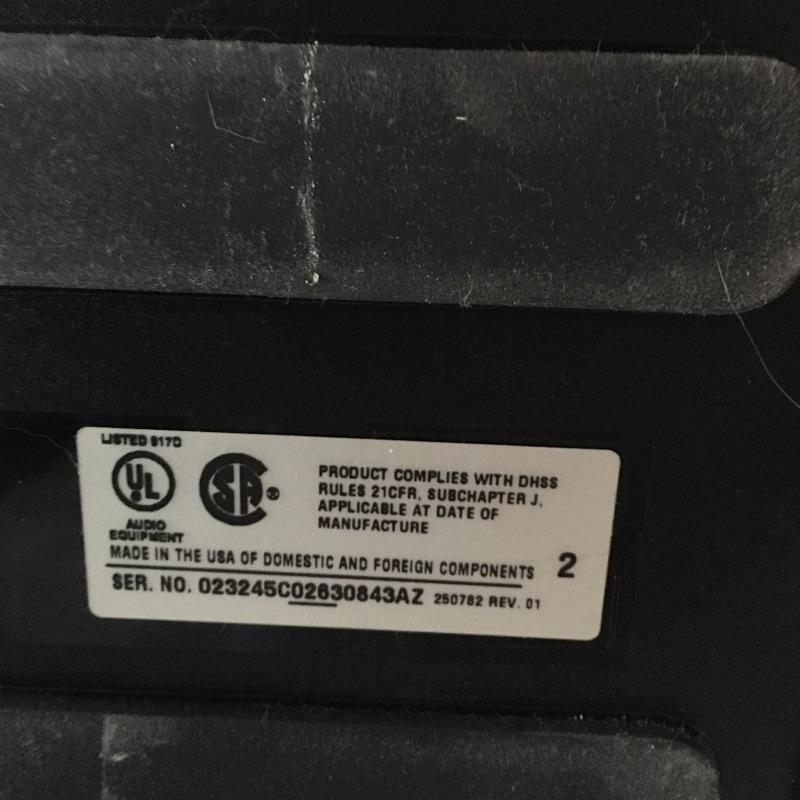 LISTED 917D
UL
SA ®
AUDIO
EQUIPMENT
PRODUCT COMPLIES WITH DHSS
RULES 21CFR, SUBCHAPTER J,
APPLICABLE AT DATE OF
MANUFACTURE
MADE IN THE USA OF DOMESTIC AND FOREIGN COMPONENTS 2
SER. NO. 023245C02630843AZ 250782 REV. 01